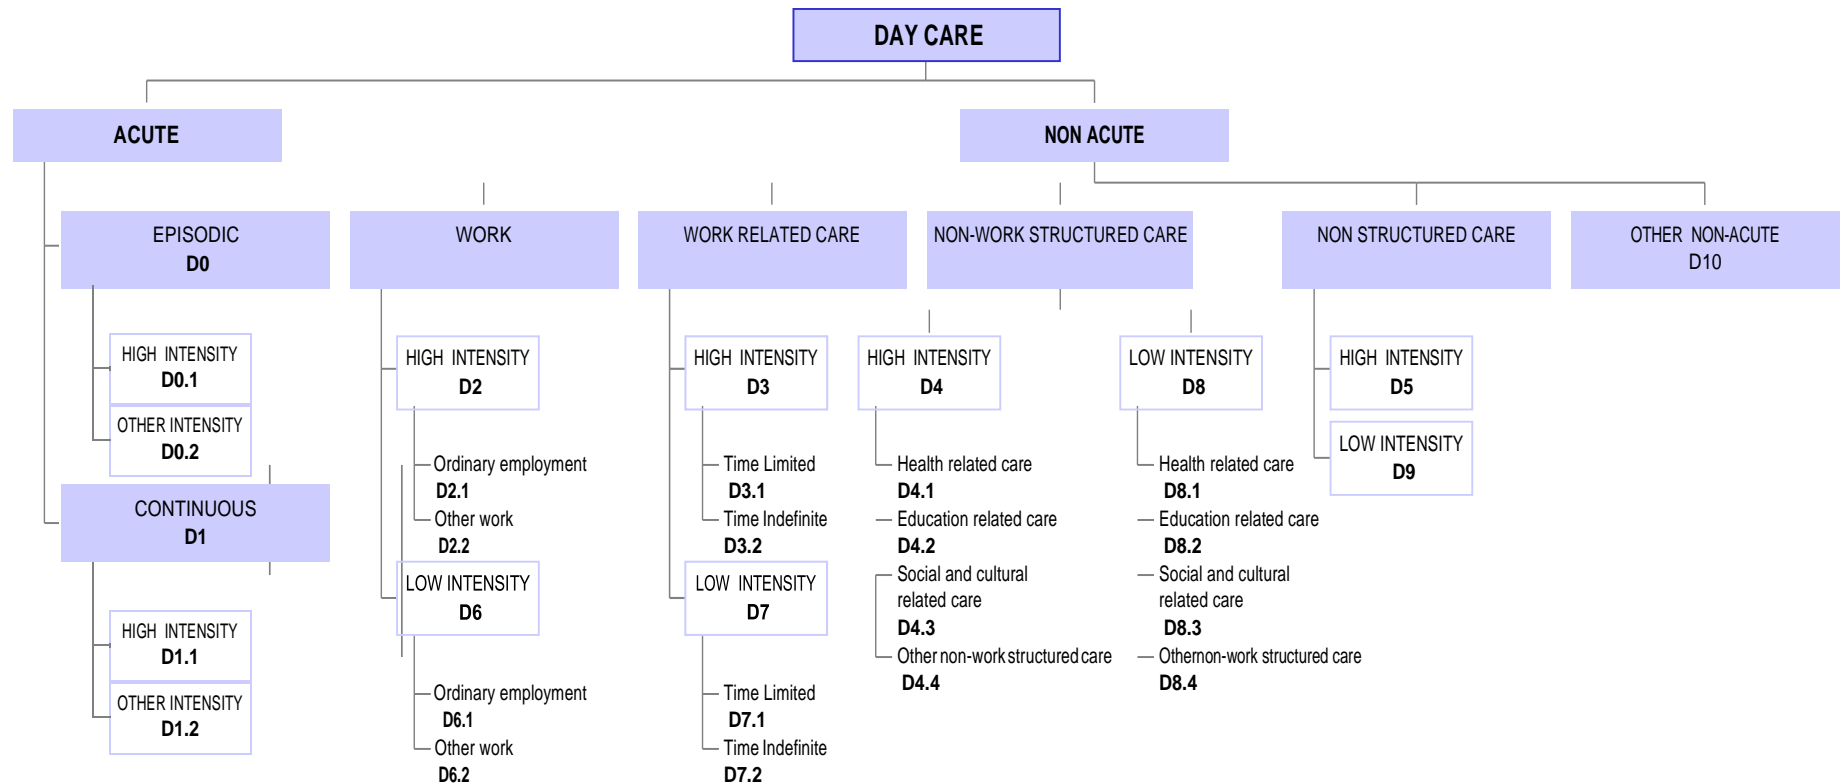 DAY CARE
ACUTE
NON ACUTE
EPISODIC
D0
WORK
WORK RELATED CARE
NON-WORK STRUCTURED CARE
NON STRUCTURED CARE
OTHER NON-ACUTE
D10
HIGH INTENSITY
D0.1
OTHER INTENSITY
D0.2
CONTINUOUS
D1
HIGH INTENSITY
D1.1
OTHER INTENSITY
D1.2
HIGH INTENSITY
D2
Ordinary employment
D2.1
Other work
D2.2
LOW INTENSITY
D6
Ordinary employment
D6.1
Other work
D6.2
HIGH INTENSITY
D3
Time Limited
D3.1
Time Indefinite
D3.2
LOW INTENSITY
D7
Time Limited
D7.1
Time Indefinite
D7.2
HIGH INTENSITY
D4
Health related care
D4.1
Education related care
D4.2
Social and cultural
related care
D4.3
Other non-work structured care
D4.4
LOW INTENSITY
D8
Health related care
D8.1
Education related care
D8.2
Social and cultural
related care
D8.3
Othernon-work structured care
D8.4
HIGH INTENSITY
D5
LOW INTENSITY
D9